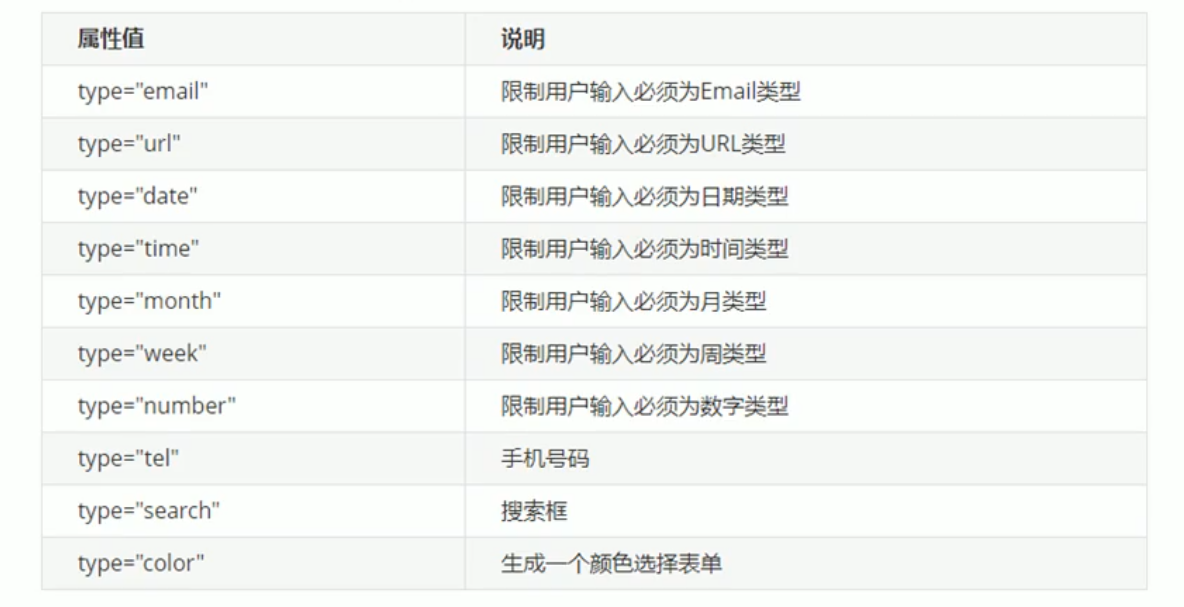 属性值 说明
type="email" 限制用户输入必须为Email类型
type="url" 限制用户输入必须为URL类型
type="date" 限制用户输入必须为日期类型
type="time" 限制用户输入必须为时间类型
type="month" 限制用户输入必须为月类型
type="week" 限制用户输入必须为周类型
type="number" 限制用户输入必须为数字类型
type="tel" 手机号码
type="search" 搜索框
type="color" 生成一个颜色选择表单